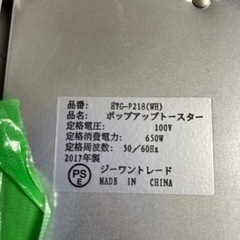 品番: HTG-P218(WH)
品名: ポップアップトースター
定格電圧: 100V
定格消費電力: 650W
定格周波数: 50/60Hz
2017年製
PS
E
ジーワントレード
MADE IN CHINA